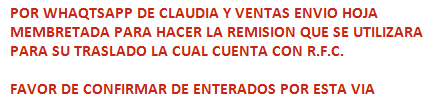 POR WHAQTSAPP DE CLAUDIA Y VENTAS ENVIO HOJA
MEMBRETADA PARA HACER LA REMISION QUE SE UTILIZARA
PARA SU TRASLADO LA CUAL CUENTA CON R.F.C.
FAVOR DE CONFIRMAR DE ENTERADOS POR ESTA VIA